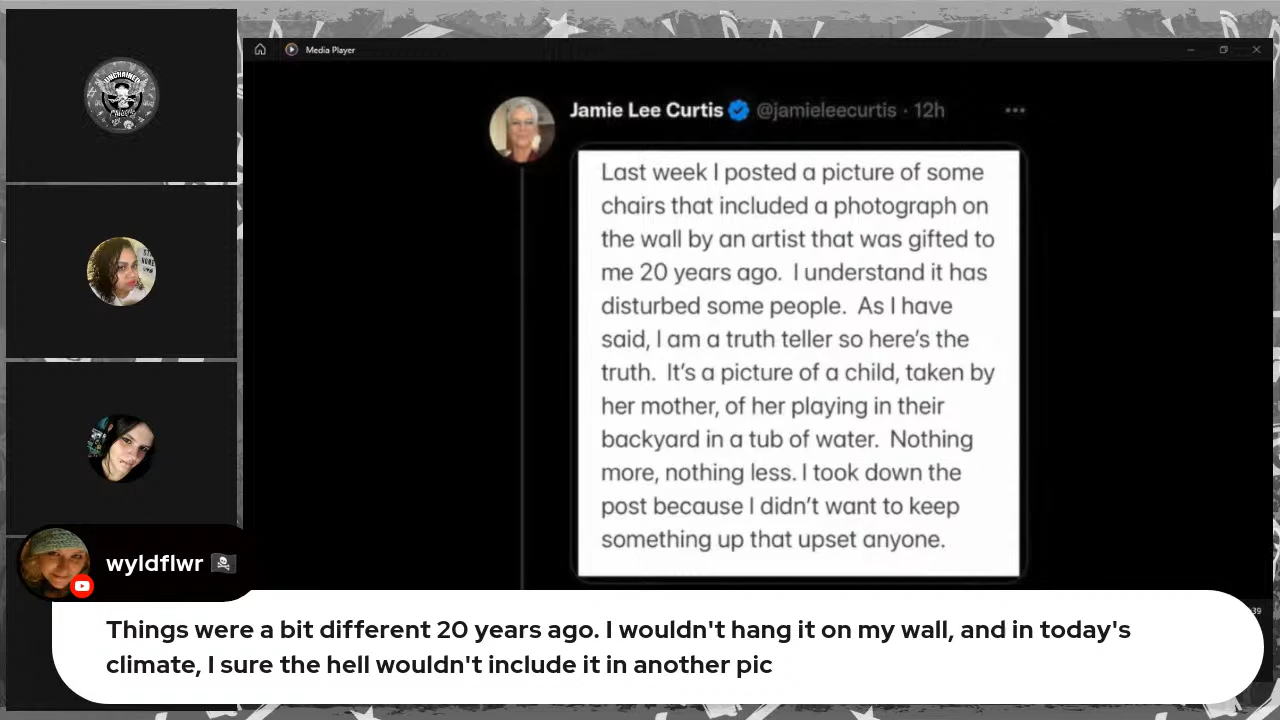 Media Player
Jamie Lee Curtis @jamieleecurtis · 12h
Last week I posted a picture of some
chairs that included a photograph on
the wall by an artist that was gifted to
me 20 years ago.  I understand it has
disturbed some people.  As I have
said, I am a truth teller so here's the
truth.  It's a picture of a child, taken by
her mother, of her playing in their
backyard in a tub of water.  Nothing
more, nothing less. I took down the
post because I didn't want to keep
something up that upset anyone.
UNCHAINED
wyldflwr
Things were a bit different 20 years ago. I wouldn't hang it on my wall, and in today's
climate, I sure the hell wouldn't include it in another pic